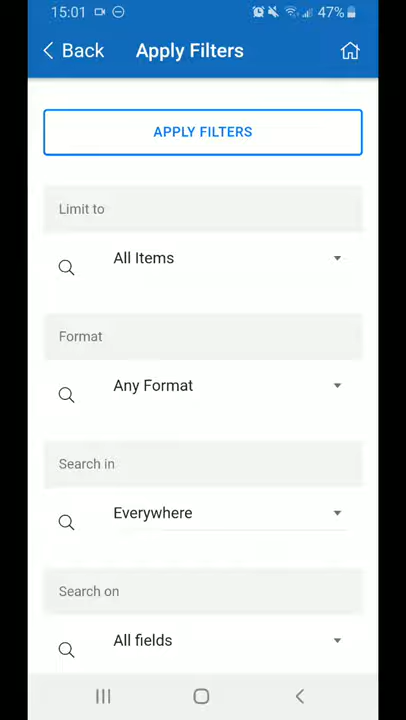 15:01 47%
Back Apply Filters
APPLY FILTERS
Limit to
All Items
Format
Any Format
Search in
Everywhere
Search on
All fields